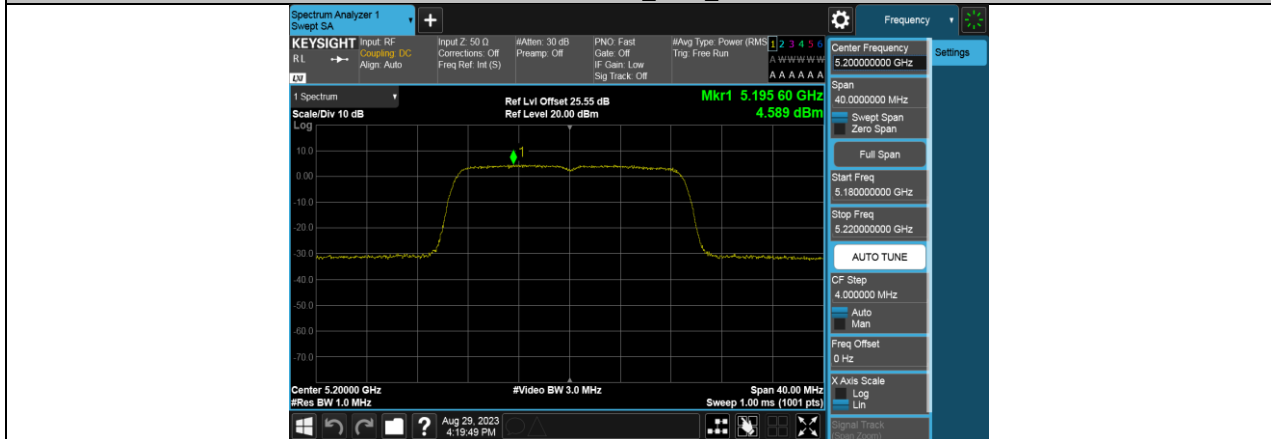 Spectrum Analyzer 1
Swept SA
+
Frequency
KEYSIGHT
RL
LXI
Input: RF
Coupling: DC
Align: Auto
Input Z: 50 Ω
Corrections: Off
Freq Ref: Int (S)
#Atten: 30 dB
Preamp: Off
PNO: Fast
Gate: Off
IF Gain: Low
Sig Track: Off
#Avg Type: Power (RMS
Trig: Free Run
1 2 3 4 5 6
A W W W W W
A A A A A A
Center Frequency
5.200000000 GHz
Settings
Span
40.0000000 MHz
Swept Span
Zero Span
Full Span
Start Freq
5.180000000 GHz
Stop Freq
5.220000000 GHz
AUTO TUNE
CF Step
4.000000 MHz
Auto
Man
Freq Offset
0 Hz
X Axis Scale
Log
Lin
Signal Track
(Span Zoom)
1 Spectrum
Scale/Div 10 dB
Log
Ref Lvl Offset 25.55 dB
Ref Level 20.00 dBm
Mkr1 5.195 60 GHz
4.589 dBm
1
10.0
0.00
-10.0
-20.0
-30.0
-40.0
-50.0
-60.0
-70.0
Center 5.20000 GHz
#Res BW 1.0 MHz
#Video BW 3.0 MHz
Span 40.00 MHz
Sweep 1.00 ms (1001 pts)
?
Aug 29, 2023
4:19:49 PM